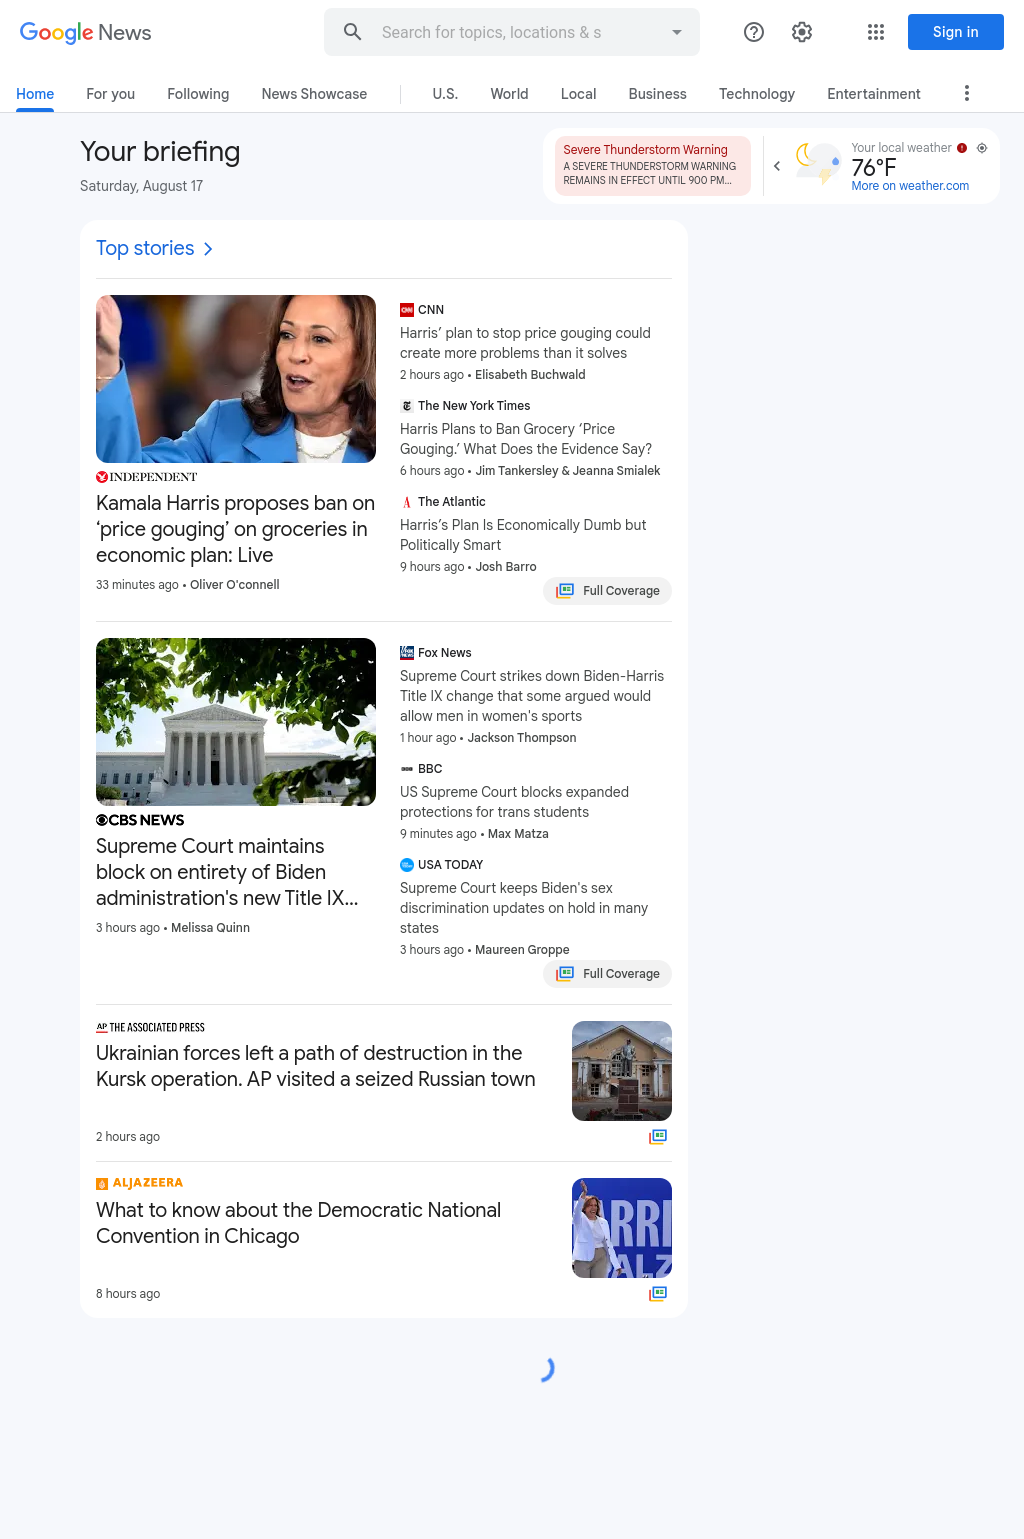 Google News
Search for topics, locations & s
Sign in
Home
For you
Following
News Showcase
U.S.
World
Local
Business
Technology
Entertainment
Your briefing
Saturday, August 17
Severe Thunderstorm Warning
A SEVERE THUNDERSTORM WARNING
REMAINS IN EFFECT UNTIL 900 PM...
Your local weather
76°F
More on weather.com
Top stories
INDEPENDENT
Kamala Harris proposes ban on
‘price gouging’ on groceries in
economic plan: Live
33 minutes ago • Oliver O'connell
CNN
Harris’ plan to stop price gouging could
create more problems than it solves
2 hours ago • Elisabeth Buchwald
The New York Times
Harris Plans to Ban Grocery ‘Price
Gouging.’ What Does the Evidence Say?
6 hours ago • Jim Tankersley & Jeanna Smialek
The Atlantic
Harris’s Plan Is Economically Dumb but
Politically Smart
9 hours ago • Josh Barro
Full Coverage
CBS NEWS
Supreme Court maintains
block on entirety of Biden
administration's new Title IX...
3 hours ago • Melissa Quinn
Fox News
Supreme Court strikes down Biden-Harris
Title IX change that some argued would
allow men in women's sports
1 hour ago • Jackson Thompson
BBC
US Supreme Court blocks expanded
protections for trans students
9 minutes ago • Max Matza
USA TODAY
Supreme Court keeps Biden's sex
discrimination updates on hold in many
states
3 hours ago • Maureen Groppe
Full Coverage
AP THE ASSOCIATED PRESS
Ukrainian forces left a path of destruction in the
Kursk operation. AP visited a seized Russian town
2 hours ago
ALJAZEERA
What to know about the Democratic National
Convention in Chicago
8 hours ago
ARRI
ALZ